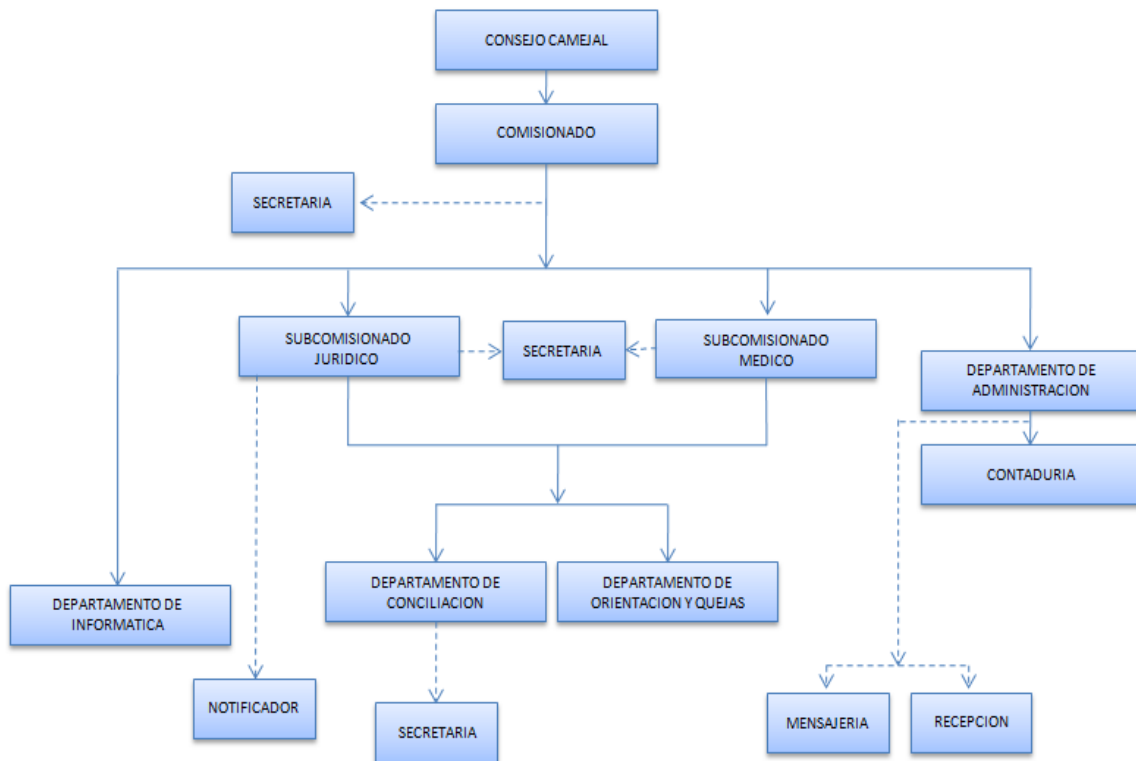 CONSEJO CAMEJAL
COMISIONADO
SECRETARIA
SUBCOMISIONADO
JURIDICO
SECRETARIA
SUBCOMISIONADO
MEDICO
DEPARTAMENTO DE
ADMINISTRACION
CONTADURIA
DEPARTAMENTO DE
INFORMATICA
DEPARTAMENTO DE
CONCILIACION
DEPARTAMENTO DE
ORIENTACION Y QUEJAS
NOTIFICADOR
SECRETARIA
MENSAJERIA
RECEPCION